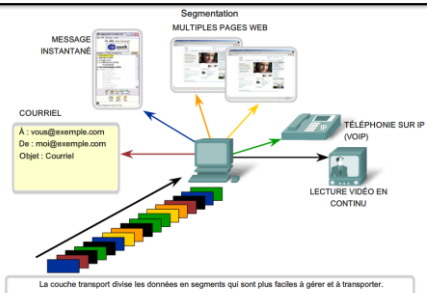 Segmentation
MULTIPLES PAGES WEB
MESSAGE
INSTANTANÉ
COURRIEL
À : vous@exemple.com
De : moi@exemple.com
Objet : Courriel
TÉLÉPHONIE SUR IP
(VOIP)
LECTURE VIDÉO EN
CONTINU
La couche transport divise les données en segments qui sont plus faciles à gérer et à transporter.